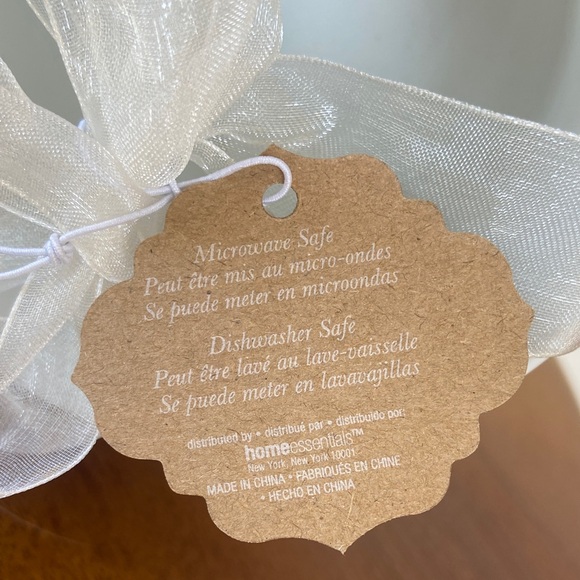 Microwave Safe
Peut être mis au micro-ondes
Se puede meter en microondas
Dishwasher Safe
Peut être lavé au lave-vaisselle
Se puede meter en lavavajillas
distributed by • distribué par • distribuido por:
homeessentials™
New York, New York 10001
MADE IN CHINA • FABRIQUÉS EN CHINE
• HECHO EN CHINA